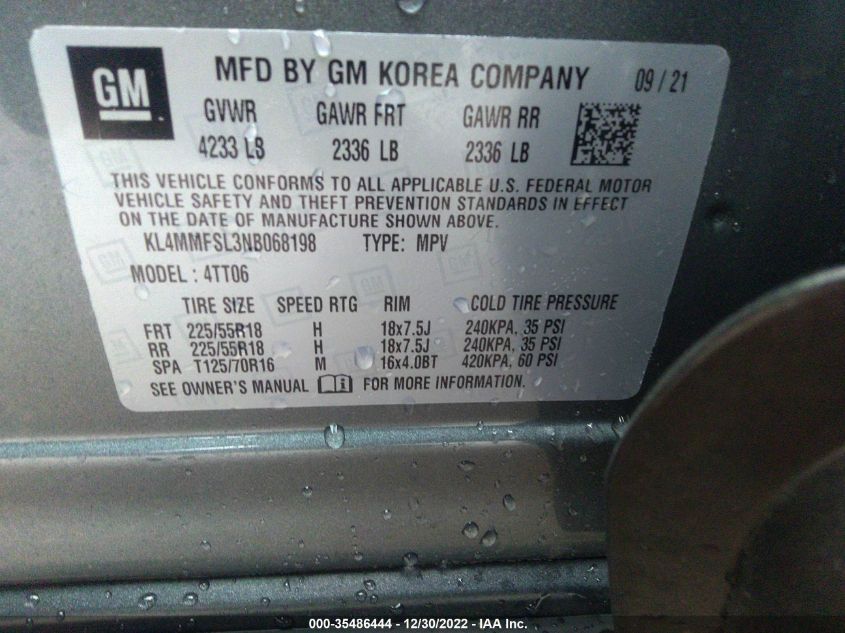 GM
MFD BY GM KOREA COMPANY 09 / 21
GVWR GAWR FRT GAWR RR
4233 LB 2336 LB 2336 LB
THIS VEHICLE CONFORMS TO ALL APPLICABLE U.S. FEDERAL MOTOR
VEHICLE SAFETY AND THEFT PREVENTION STANDARDS IN EFFECT
ON THE DATE OF MANUFACTURE SHOWN ABOVE.
KL4MMFSL3NB068198 TYPE: MPV
MODEL : 4TT06
TIRE SIZE SPEED RTG RIM COLD TIRE PRESSURE
FRT 225/55R18 H 18x7.5J 240KPA, 35 PSI
RR 225/55R18 H 18x7.5J 240KPA, 35 PSI
SPA T125/70R16 M 16x4.0BT 420KPA, 60 PSI
SEE OWNER'S MANUAL FOR MORE INFORMATION.
000-35486444 - 12/30/2022 - IAA Inc.